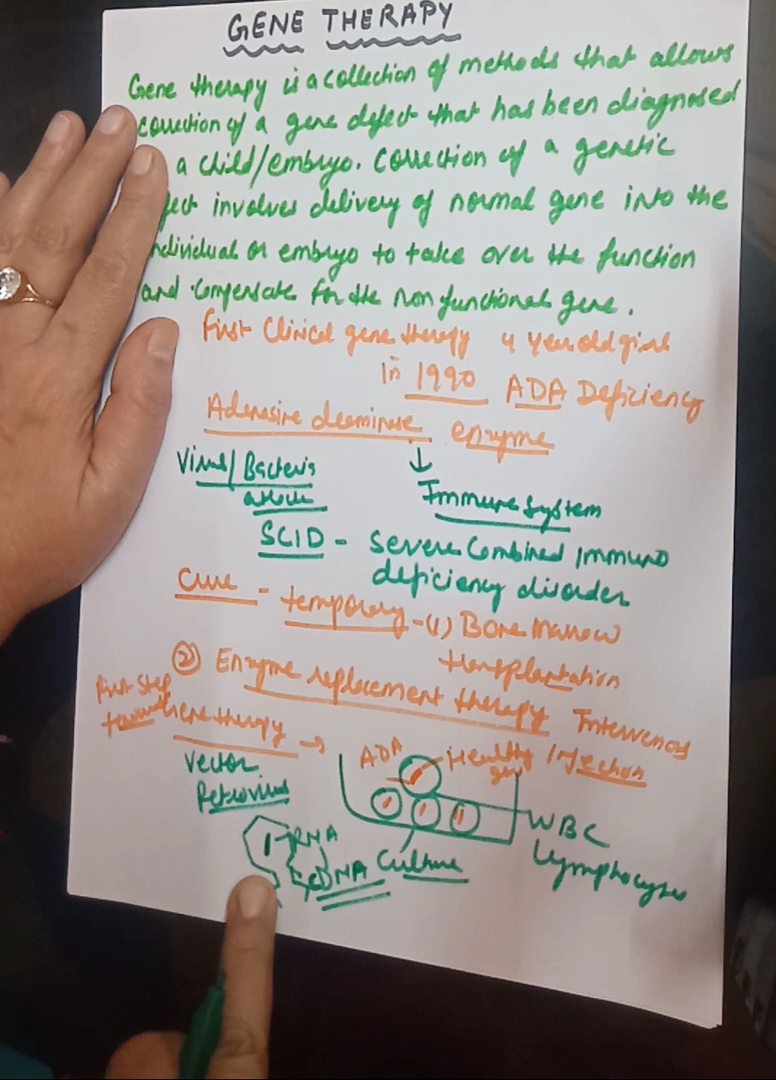 GENE THERAPY
Gene therapy is a collection of methods that allows
correction of a gene defect that has been diagnosed
a child/embryo. Correction of a genetic
fect involves delivery of normal gene into the
ndividual or embryo to take over the function
and compensate for the non functional gene.
First Clinical gene therapy 4 year old girl
in 1990 ADA Deficiency
Adenosine deaminase enzyme
Virus/Bacteria
attack
Immune System
SCID - Severe Combined Immuno
deficiency disorder
Cure - temporary - (1) Bone Marrow
transplantation
② Enzyme replacement therapy Intravenous
Injection
First Step
towards Gene therapy →
ADA Healthy
gene
Vector
Retrovirus
WBC
Lymphocytes
RNA
cDNA Culture